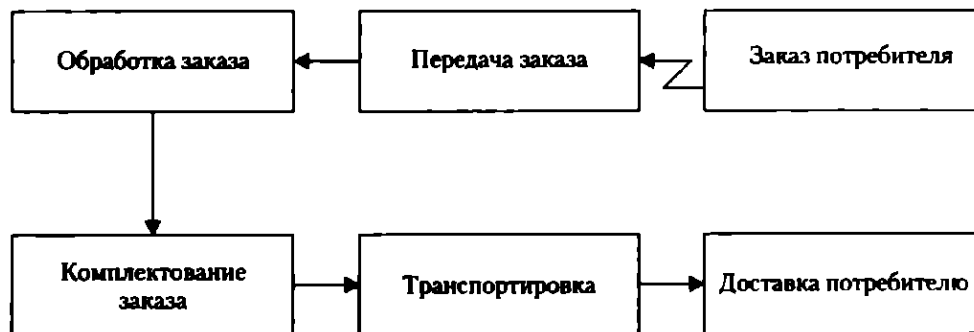 Обработка заказа
Передача заказа
Заказ потребителя
Комплектование
заказа
Транспортировка
Доставка потребителю